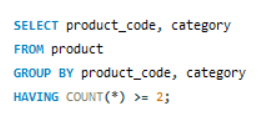 SELECT product_code, category
FROM product
GROUP BY product_code, category
HAVING COUNT(*) >= 2;